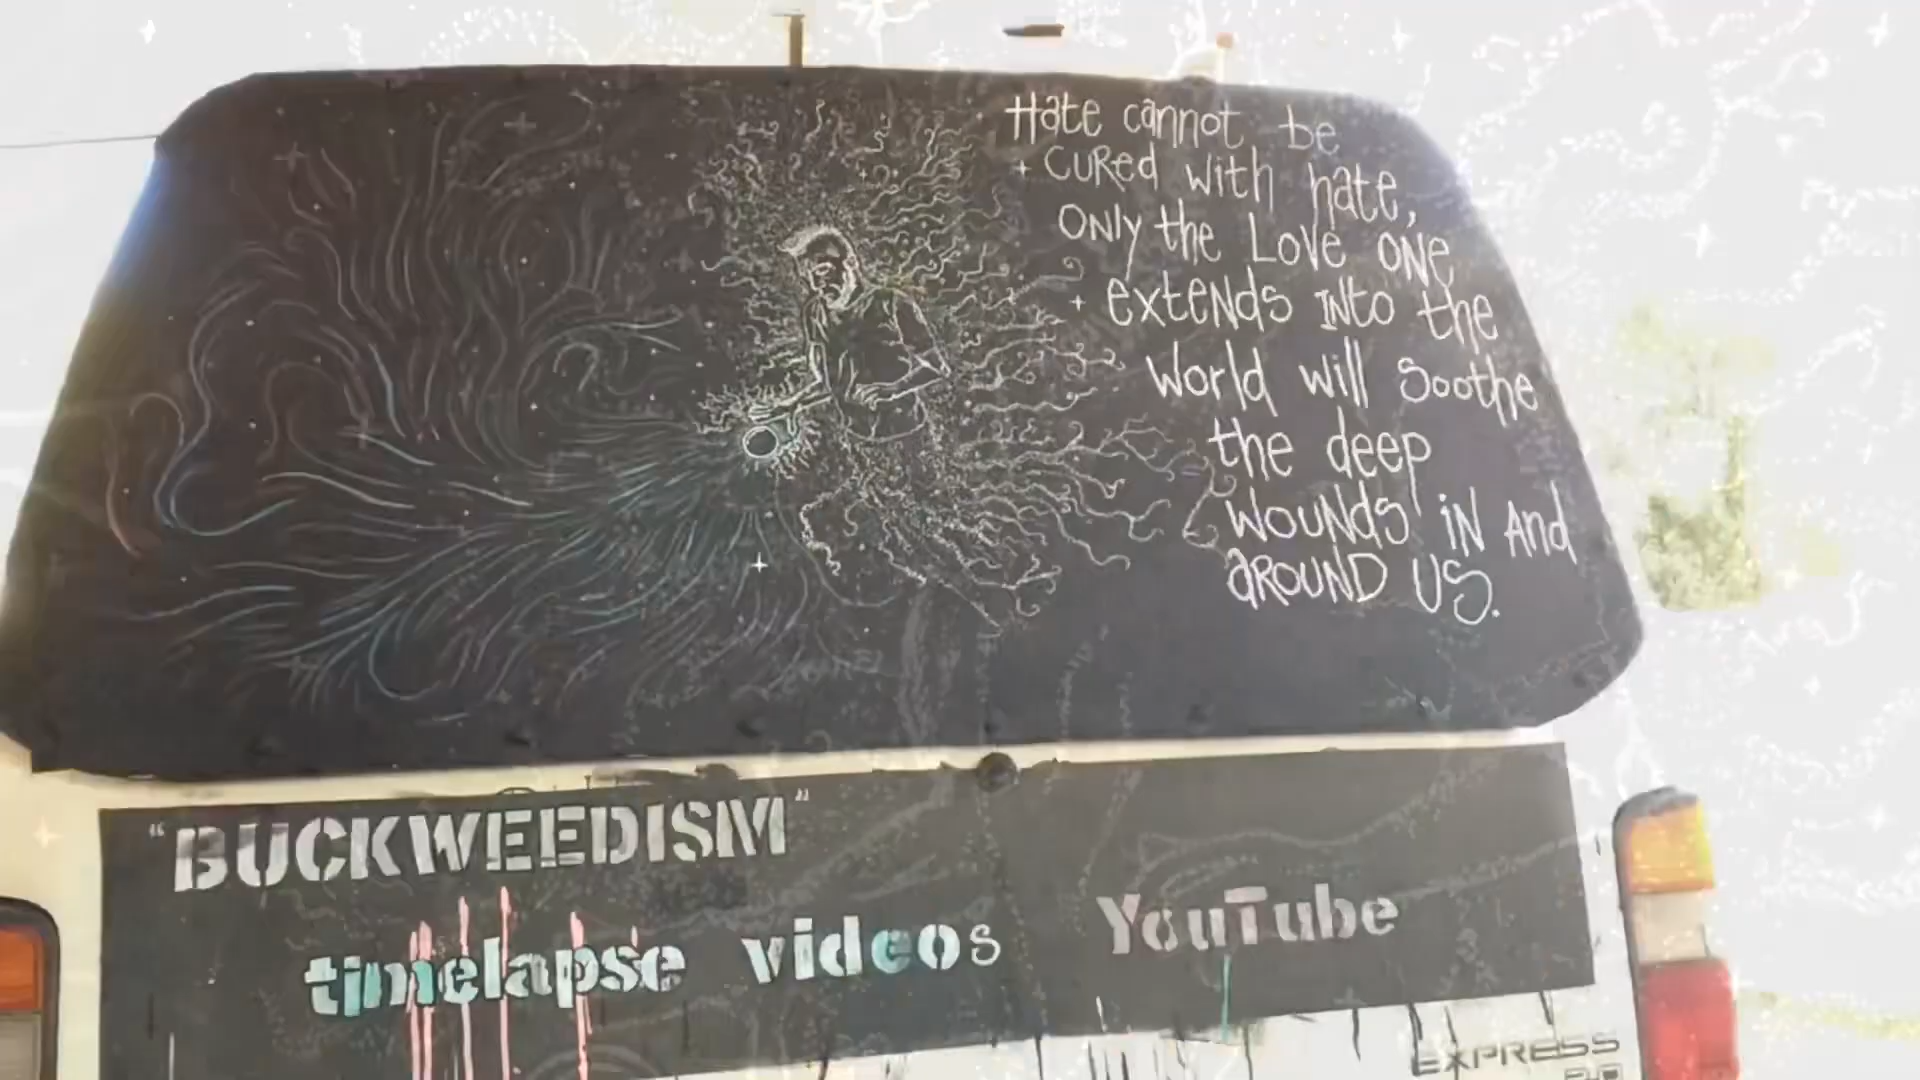 Hate cannot be
cured with hate,
only the Love one
extends into the
world will soothe
the deep
wounds in and
around us.
"BUCKWEEDISM"
timelapse videos YouTube
EXPRESS